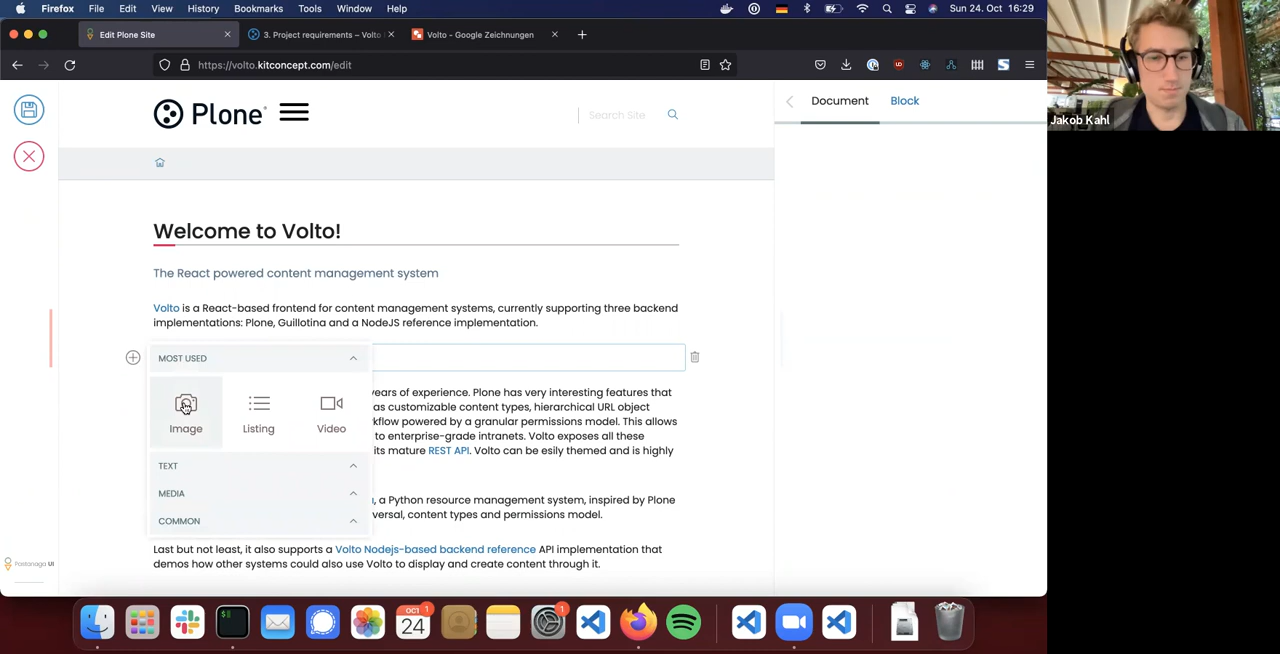 Firefox File Edit View History Bookmarks Tools Window Help Sun 24. Oct 16:29
Edit Plone Site 3. Project requirements – Volto Volto - Google Zeichnungen
https://volto.kitconcept.com/edit
Jakob Kahl
Plone Search Site Document Block
Welcome to Volto!
The React powered content management system
Volto is a React-based frontend for content management systems, currently supporting three backend
implementations: Plone, Guillotina and a NodeJS reference implementation.
MOST USED
Image Listing Video
TEXT
MEDIA
COMMON
years of experience. Plone has very interesting features that
as customizable content types, hierarchical URL object
kflow powered by a granular permissions model. This allows
to enterprise-grade intranets. Volto exposes all these
its mature REST API. Volto can be esily themed and is highly
, a Python resource management system, inspired by Plone
versal, content types and permissions model.
Last but not least, it also supports a Volto Nodejs-based backend reference API implementation that
demos how other systems could also use Volto to display and create content through it.
Pastanaga UI
OCT 1 1
24